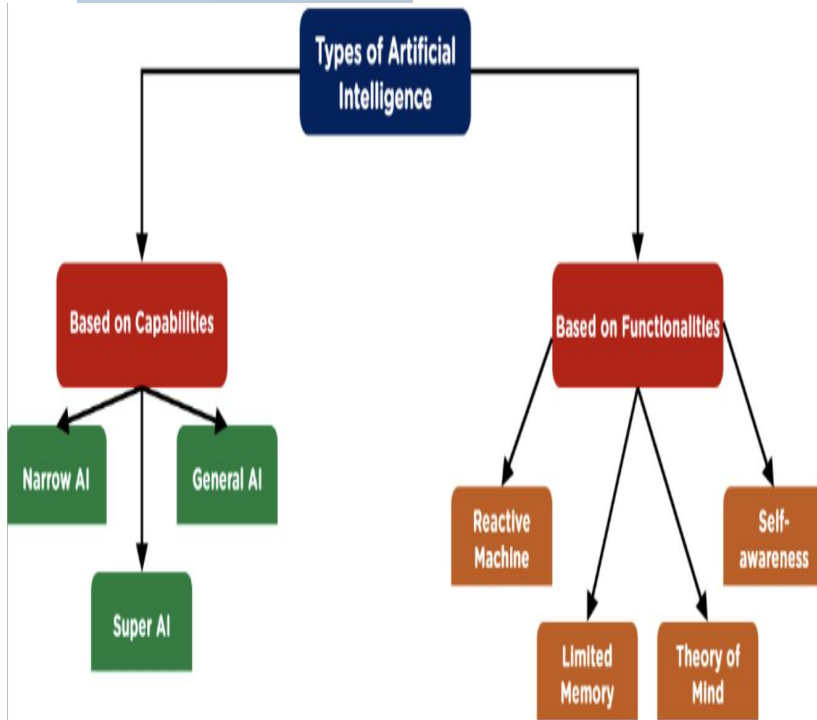 Types of Artificial
Intelligence
Based on Capabilities
Based on Functionalities
Narrow AI
General AI
Super AI
Reactive
Machine
Self-
awareness
Limited
Memory
Theory of
Mind